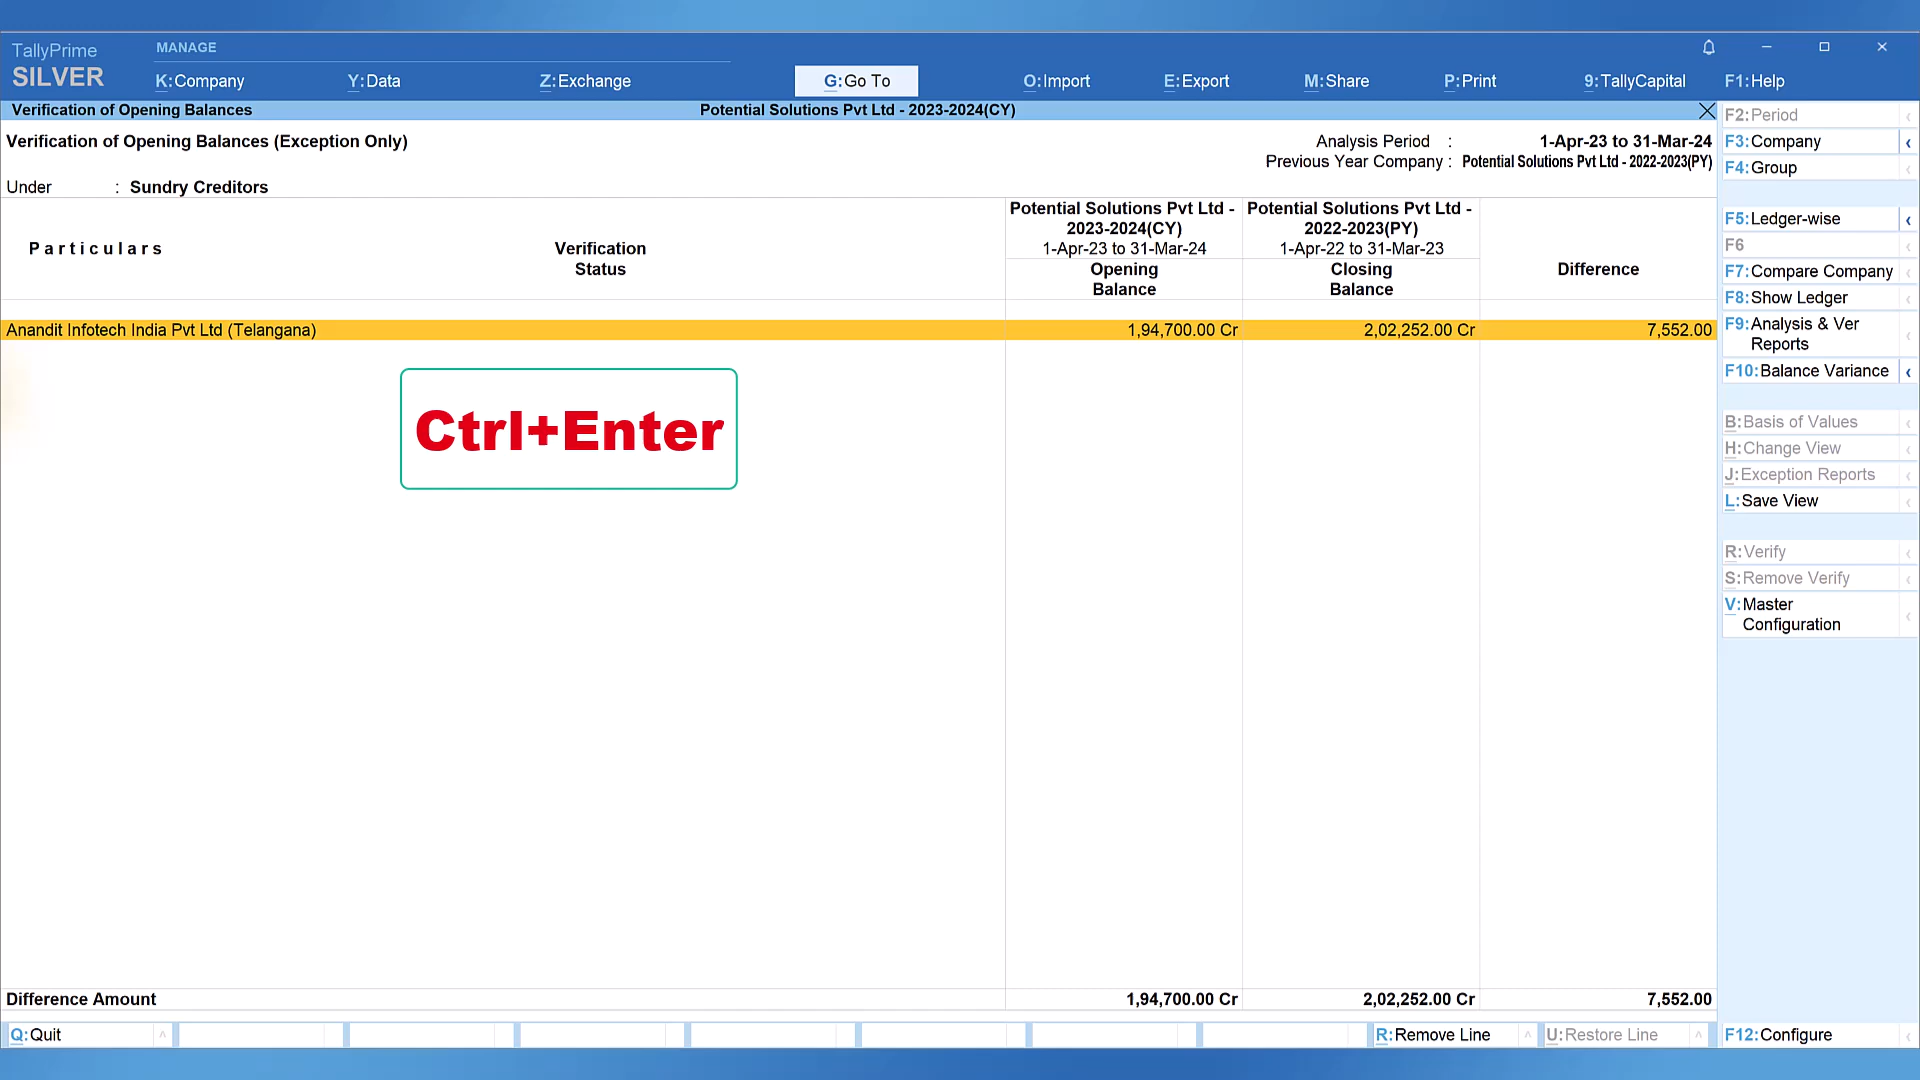 TallyPrime
SILVER
MANAGE
K:Company
Y:Data
Z:Exchange
G:Go To
O:Import
E:Export
M:Share
P:Print
9:TallyCapital
F1:Help
Verification of Opening Balances
Potential Solutions Pvt Ltd - 2023-2024(CY)
Verification of Opening Balances (Exception Only)
Analysis Period : 1-Apr-23 to 31-Mar-24
Previous Year Company : Potential Solutions Pvt Ltd - 2022-2023(PY)
Under : Sundry Creditors
Particulars
Verification
Status
Potential Solutions Pvt Ltd -
2023-2024(CY)
1-Apr-23 to 31-Mar-24
Opening
Balance
Potential Solutions Pvt Ltd -
2022-2023(PY)
1-Apr-22 to 31-Mar-23
Closing
Balance
Difference
Anandit Infotech India Pvt Ltd (Telangana) 1,94,700.00 Cr 2,02,252.00 Cr 7,552.00
Ctrl+Enter
Difference Amount 1,94,700.00 Cr 2,02,252.00 Cr 7,552.00
F2:Period
F3:Company
F4:Group
F5:Ledger-wise
F6
F7:Compare Company
F8:Show Ledger
F9:Analysis & Ver
Reports
F10:Balance Variance
B:Basis of Values
H:Change View
J:Exception Reports
L:Save View
R:Verify
S:Remove Verify
V:Master
Configuration
Q:Quit
R:Remove Line
U:Restore Line
F12:Configure